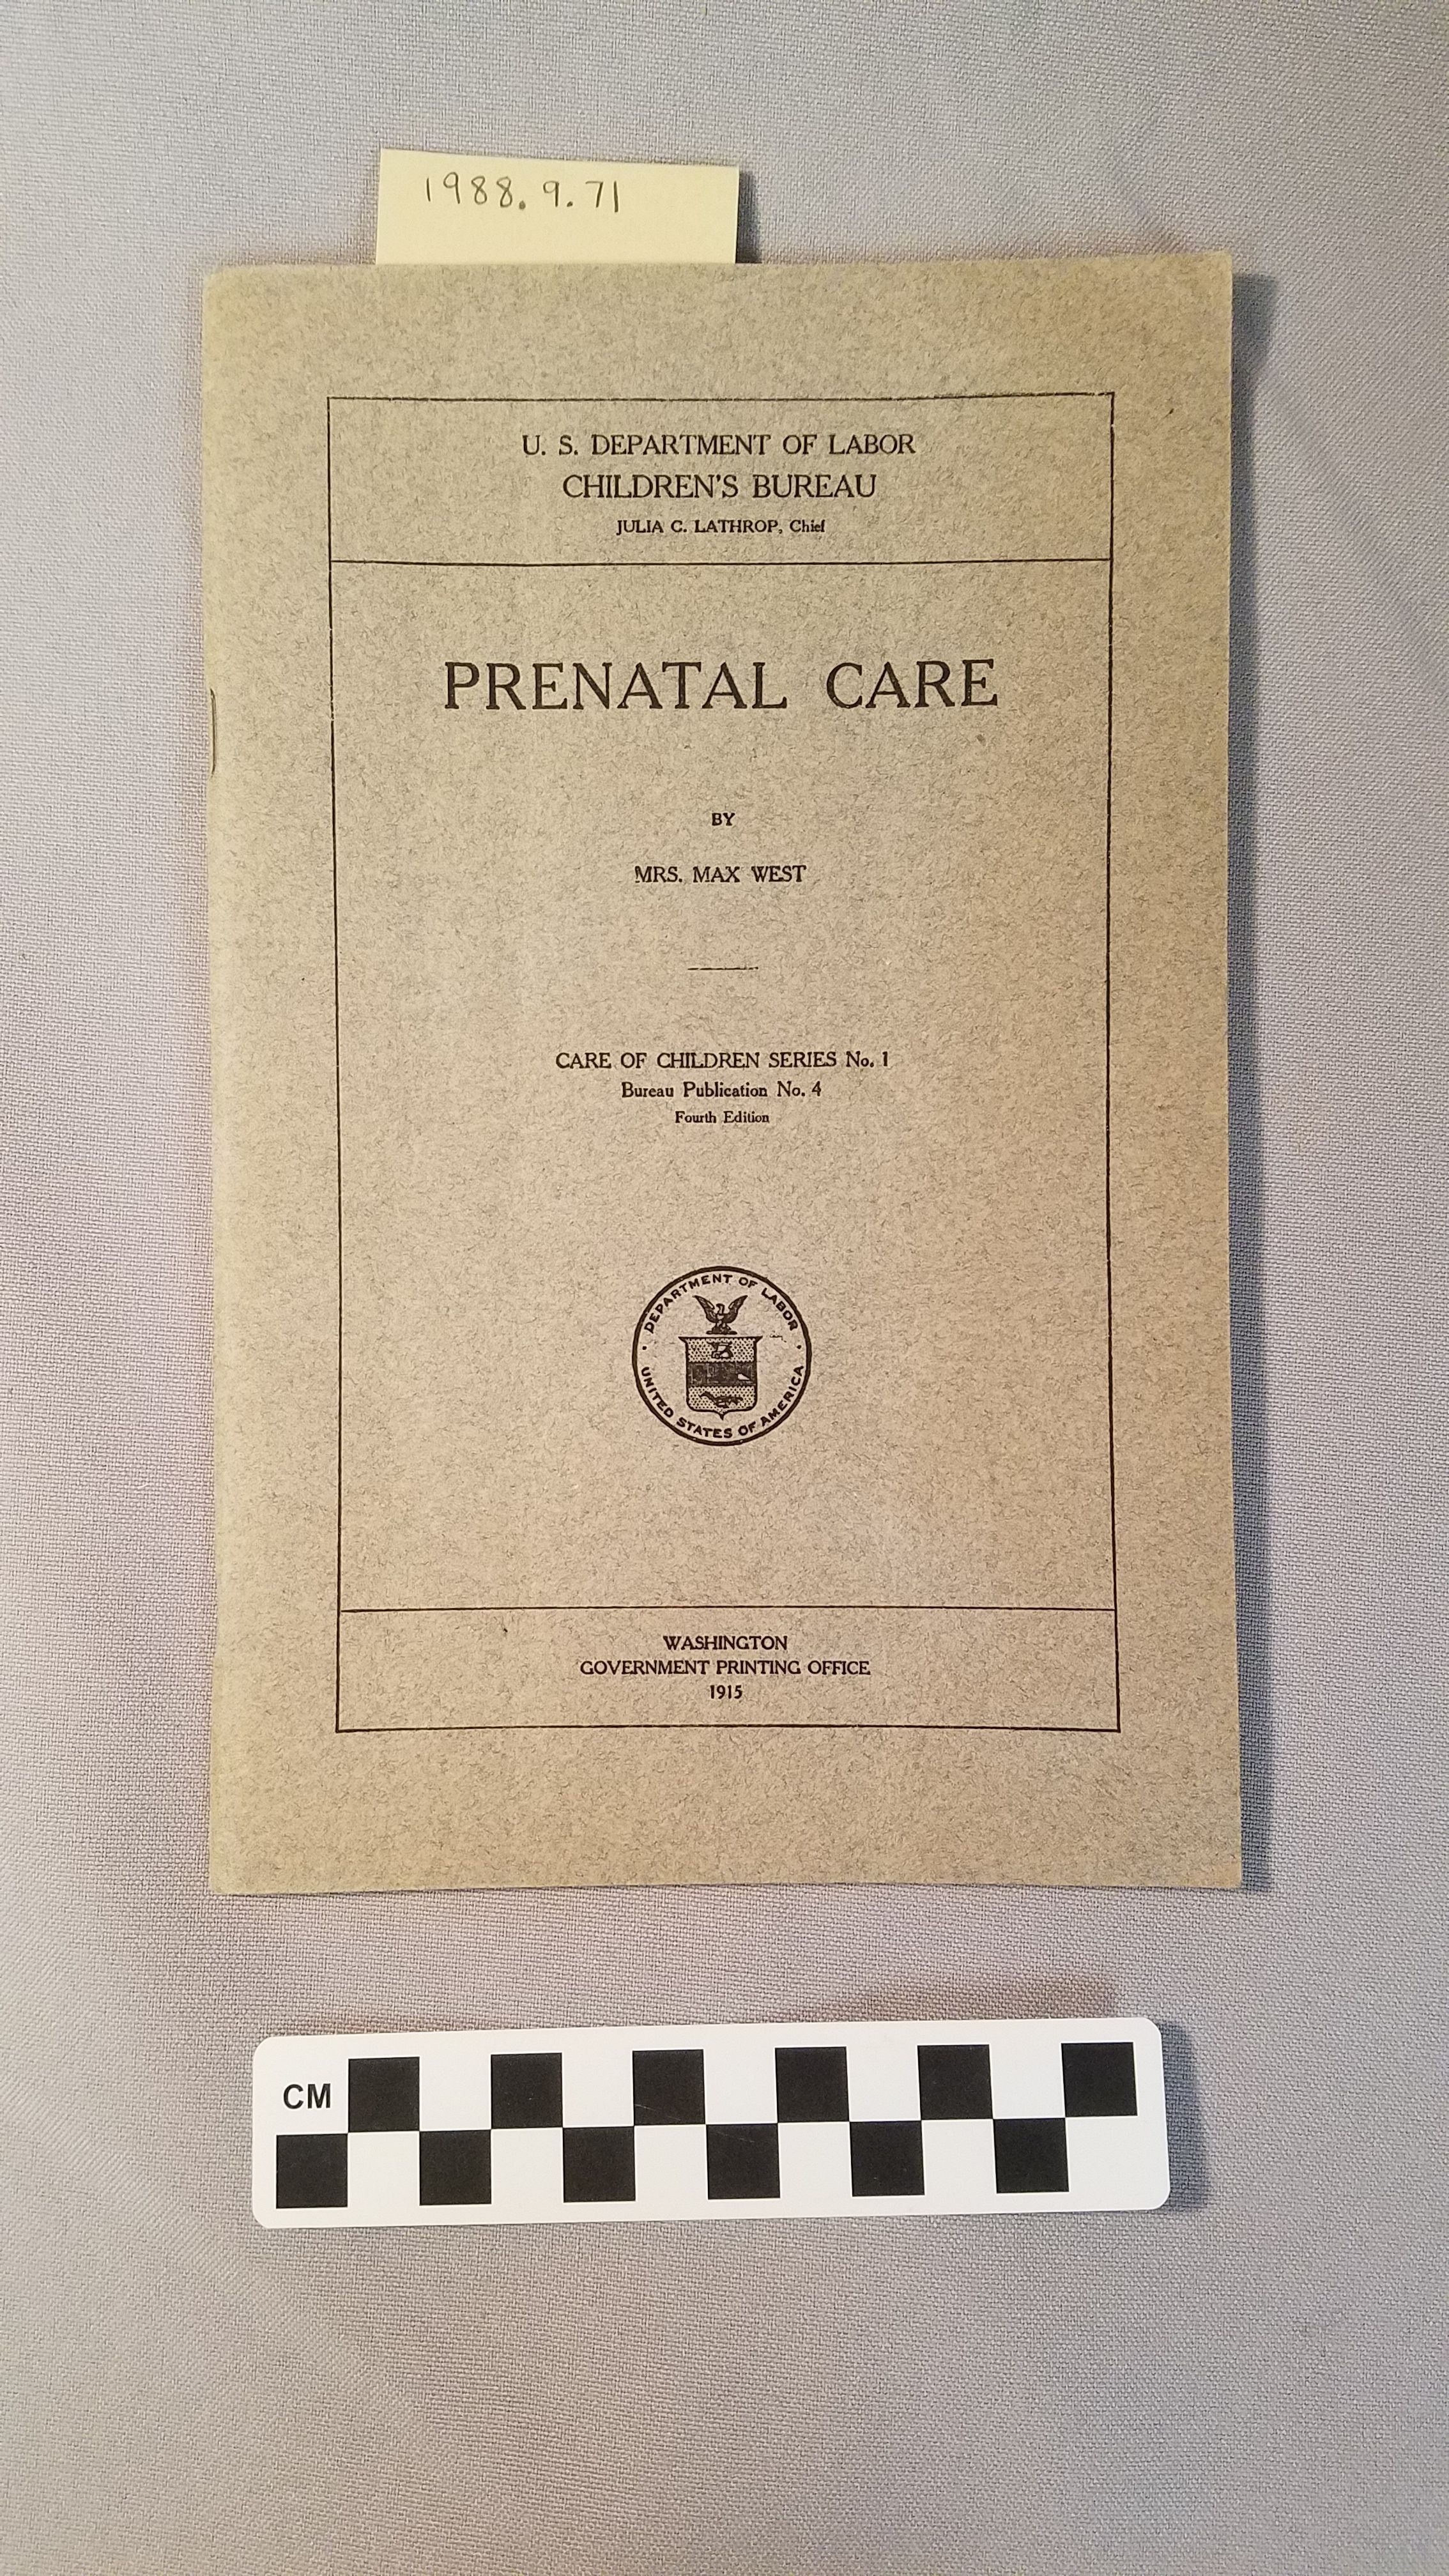 1988.9.71
U. S. DEPARTMENT OF LABOR
CHILDREN'S BUREAU
JULIA C. LATHROP, Chief
PRENATAL CARE
BY
MRS. MAX WEST
CARE OF CHILDREN SERIES No. 1
Bureau Publication No. 4
Fourth Edition
DEPARTMENT OF LABOR
UNITED STATES OF AMERICA
WASHINGTON
GOVERNMENT PRINTING OFFICE
1915
CM